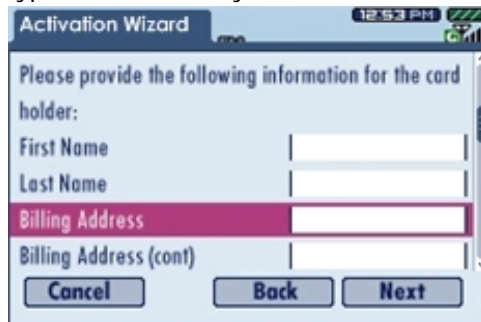 Activation Wizard
12:53 PM
Please provide the following information for the card
holder:
First Name
Last Name
Billing Address
Billing Address (cont)
Cancel Back Next